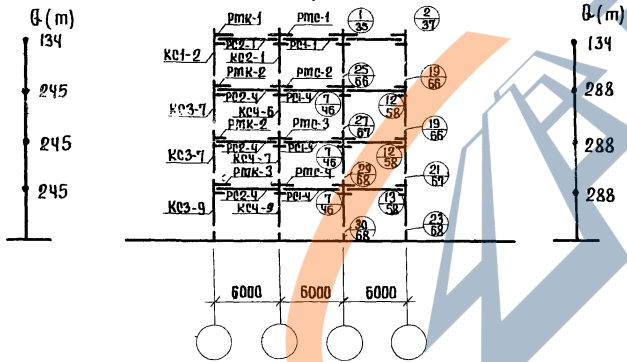 Q (т)
134
245
245
245
РМК-1
РМС-1
1
35
2
37
РС2-1
РС1-1
КС1-2
КС2-1
РМК-2
РМС-2
25
66
19
66
РС2-4
РС1-4
7
46
12
58
КС3-7
КС4-6
РМК-2
РМС-3
27
67
19
66
РС2-4
РС1-4
7
46
12
58
КС3-7
КС4-7
РМК-3
РМС-4
29
68
21
67
РС2-4
РС1-4
7
46
13
58
КС3-9
КС4-9
30
68
23
68
6000
6000
6000
Q (т)
134
288
288
288